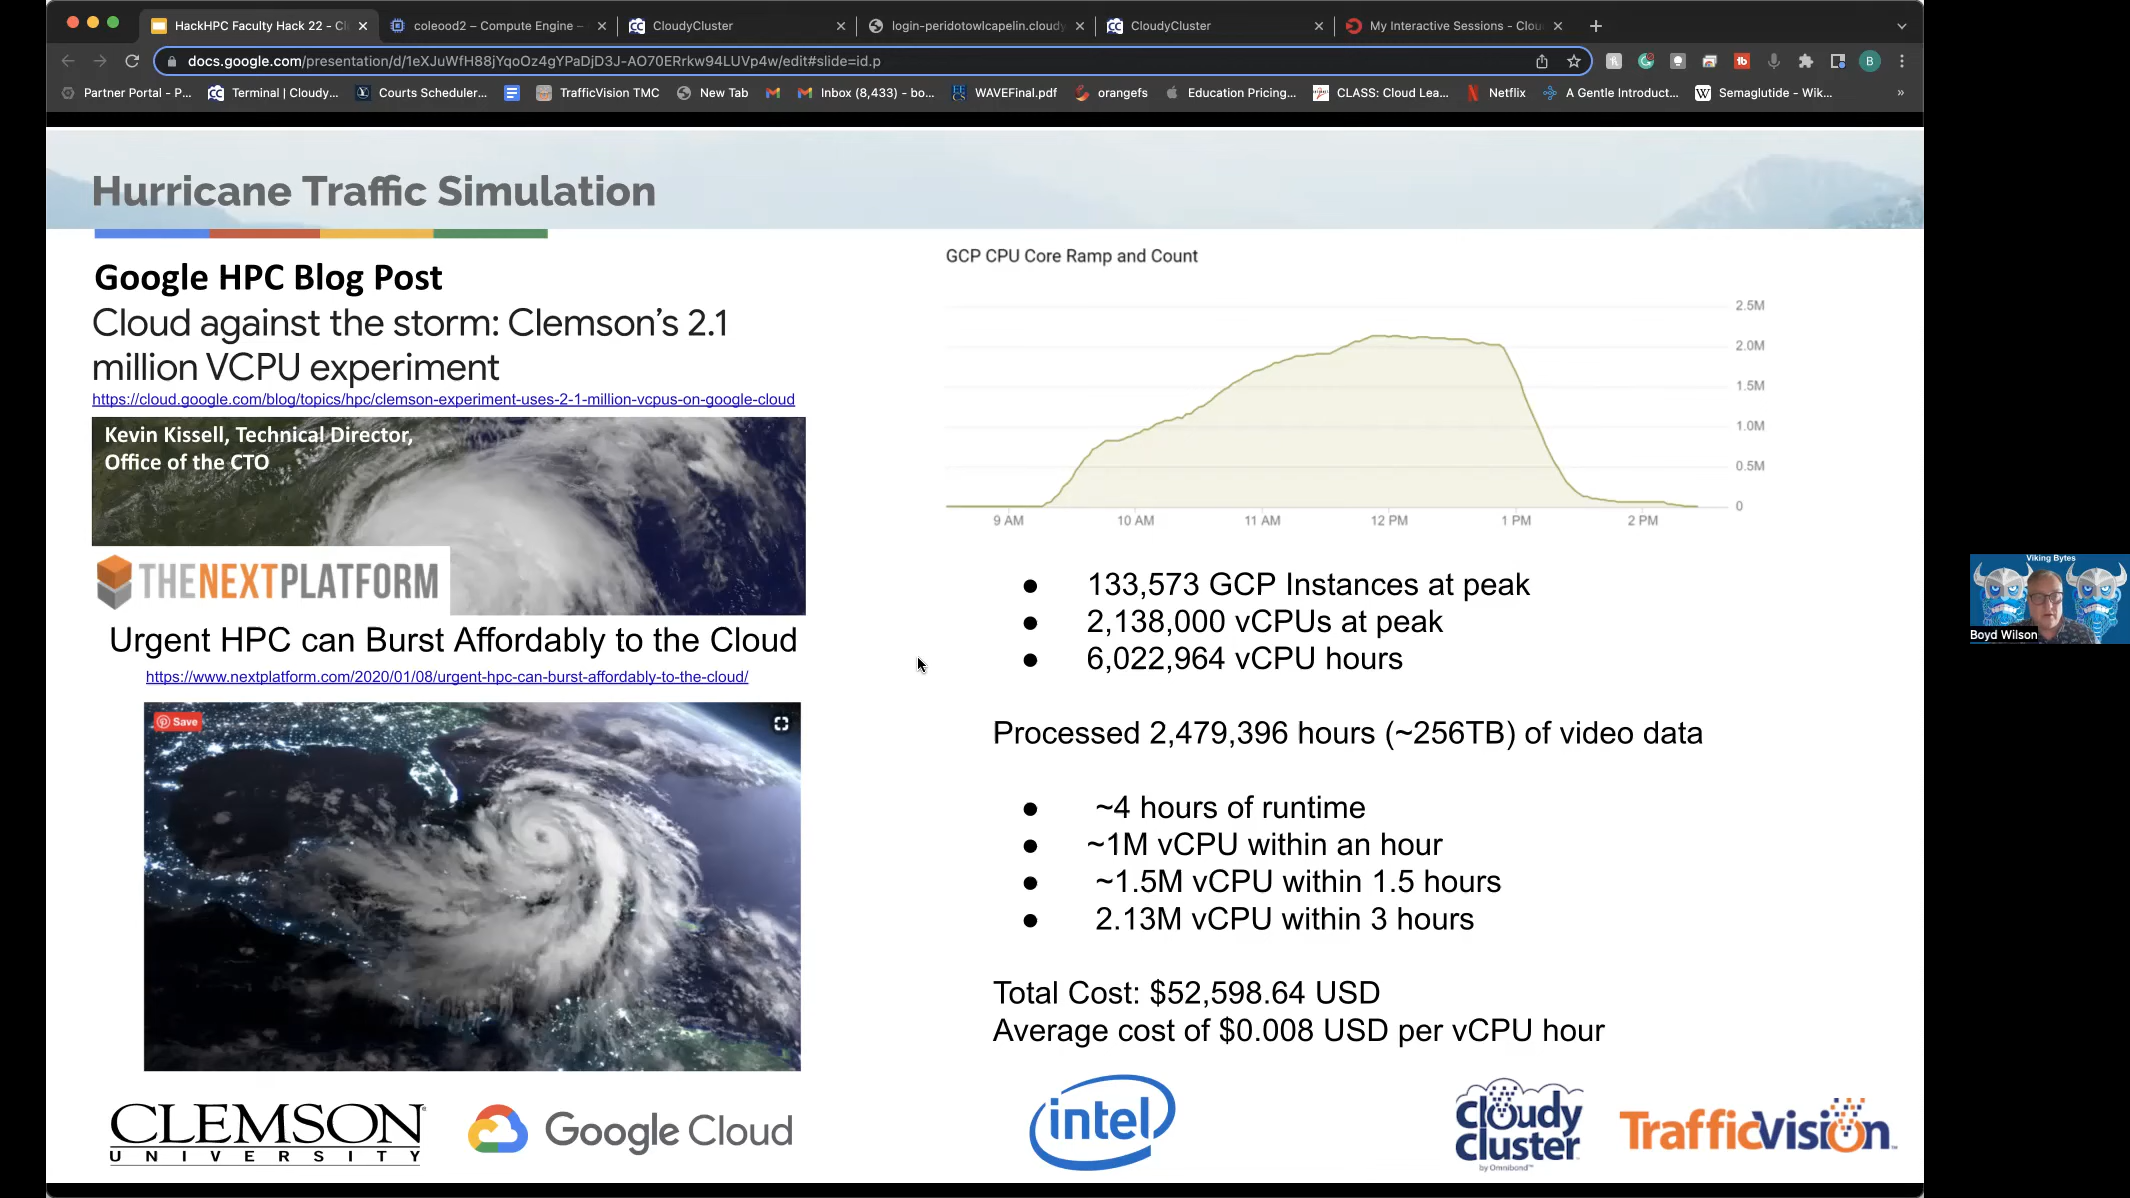 HackHPC Faculty Hack 22 - Cl
coleood2 – Compute Engine –
CloudyCluster
login-peridotowlcapelin.cloudy
CloudyCluster
My Interactive Sessions - Clou
docs.google.com/presentation/d/1eXJuWfH88jYqoOz4gYPaDjD3J-AO70ERrkw94LUVp4w/edit#slide=id.p
B
Partner Portal - P...
Terminal | Cloudy...
Courts Scheduler...
TrafficVision TMC
New Tab
Inbox (8,433) - bo...
WAVEFinal.pdf
orangefs
Education Pricing...
CLASS: Cloud Lea...
Netflix
A Gentle Introduct...
Semaglutide - Wik...
»
Hurricane Traffic Simulation
Google HPC Blog Post
Cloud against the storm: Clemson's 2.1
million VCPU experiment
https://cloud.google.com/blog/topics/hpc/clemson-experiment-uses-2-1-million-vcpus-on-google-cloud
Kevin Kissell, Technical Director,
Office of the CTO
THENEXTPLATFORM
Urgent HPC can Burst Affordably to the Cloud
https://www.nextplatform.com/2020/01/08/urgent-hpc-can-burst-affordably-to-the-cloud/
Save
CLEMSON
UNIVERSITY
Google Cloud
GCP CPU Core Ramp and Count
2.5M
2.0M
1.5M
1.0M
0.5M
0
9 AM 10 AM 11 AM 12 PM 1 PM 2 PM
● 133,573 GCP Instances at peak
● 2,138,000 vCPUs at peak
● 6,022,964 vCPU hours
Processed 2,479,396 hours (~256TB) of video data
● ~4 hours of runtime
● ~1M vCPU within an hour
● ~1.5M vCPU within 1.5 hours
● 2.13M vCPU within 3 hours
Total Cost: $52,598.64 USD
Average cost of $0.008 USD per vCPU hour
intel
Cloudy
Cluster
by Omnibond™
TrafficVision™
Viking Bytes
Boyd Wilson